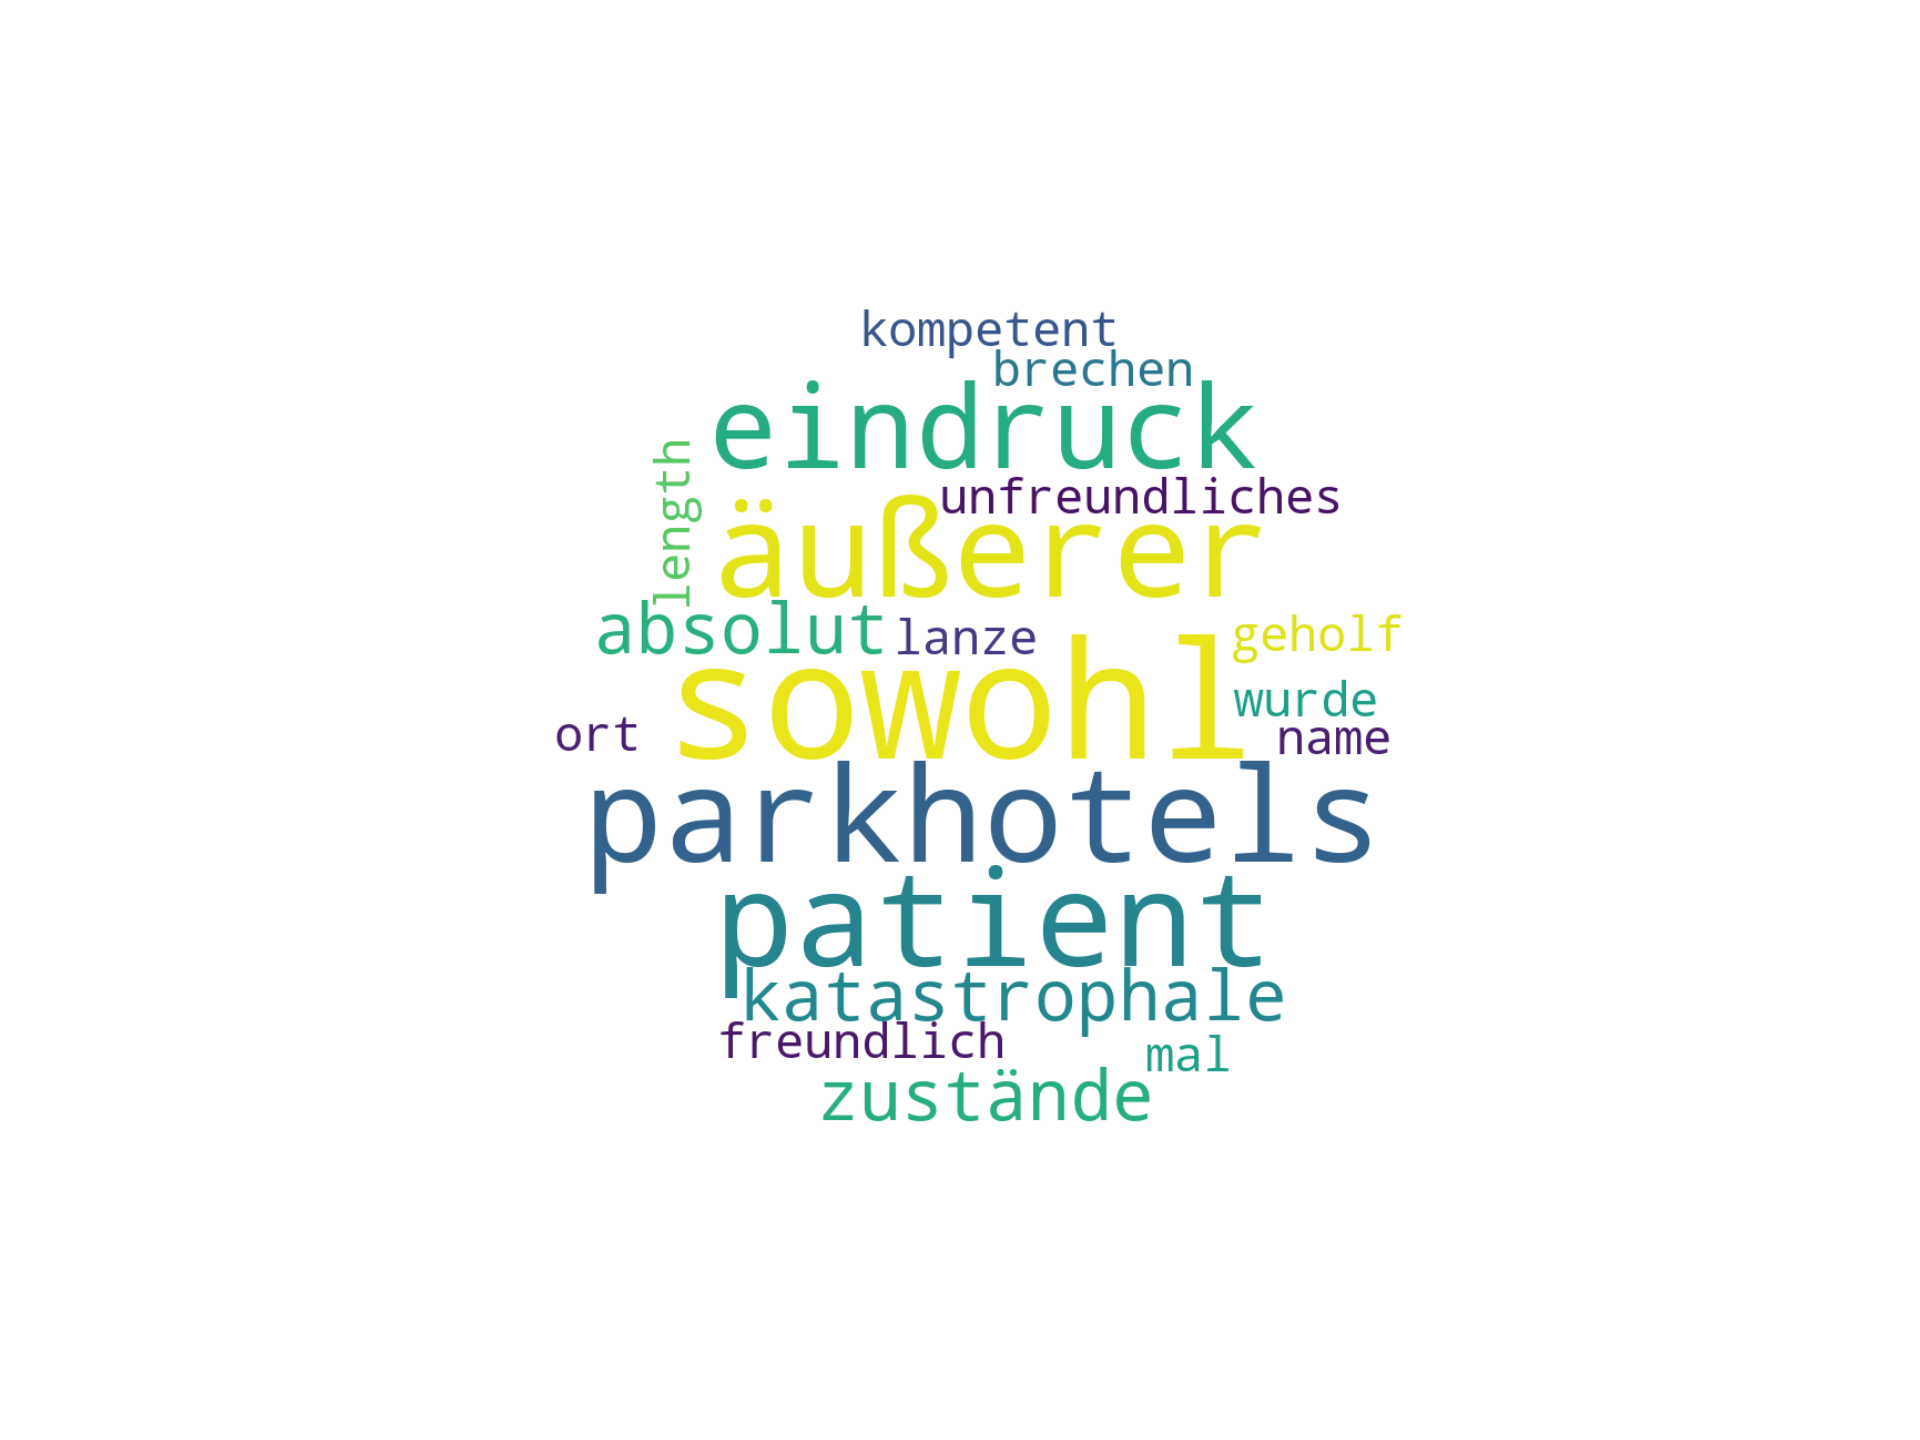 kompetent
brechen
eindruck
length
unfreundliches
äußerer
absolut
lanze
geholf
sowohl
wurde
ort
name
parkhotels
patient
katastrophale
freundlich
mal
zustände